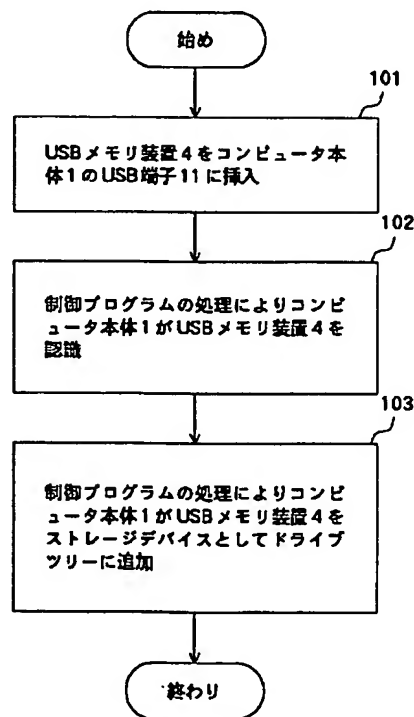 始め
101
USBメモリ装置4をコンピュータ本
体1のUSB端子11に挿入
102
制御プログラムの処理によりコンピ
ュータ本体1がUSBメモリ装置4を
認識
103
制御プログラムの処理によりコンピ
ュータ本体1がUSBメモリ装置4を
ストレージデバイスとしてドライブ
ツリーに追加
終わり